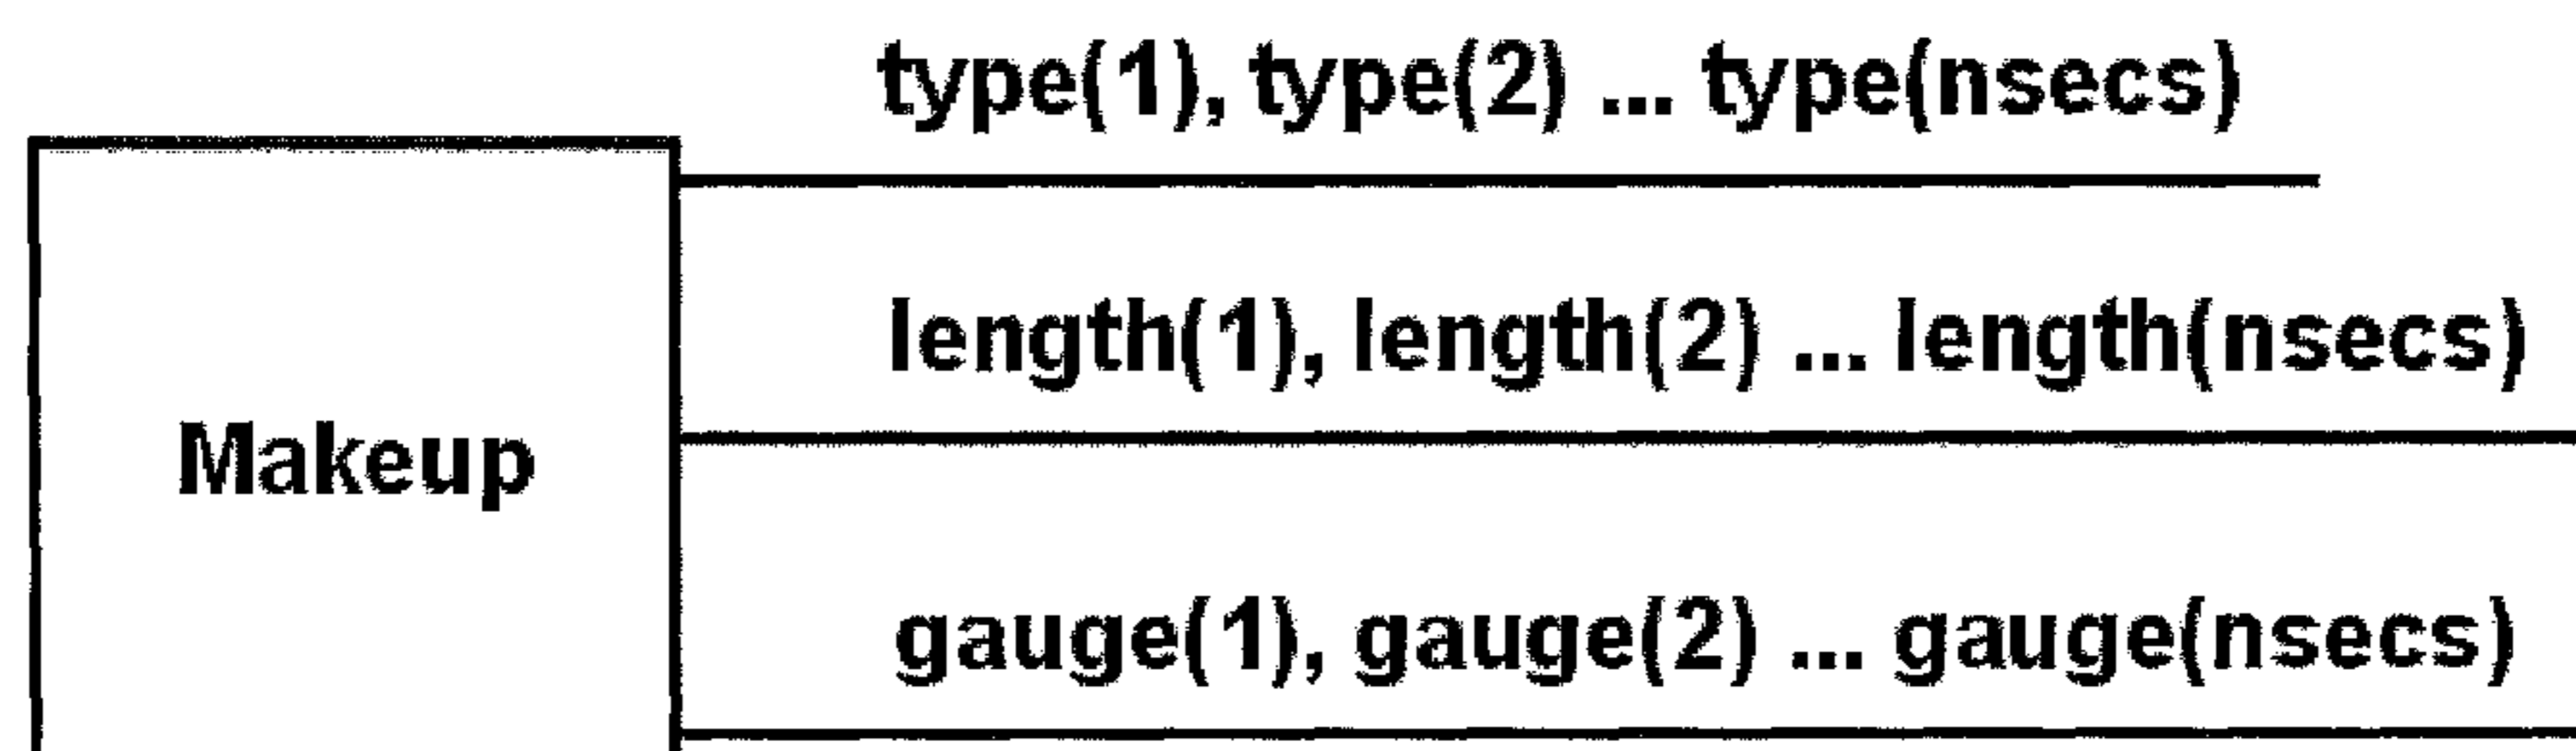 type(1), type(2) ... type(nsecs)
length(1), length(2) ... length(nsecs)
Makeup
gauge(1), gauge(2) ... gauge(nsecs)